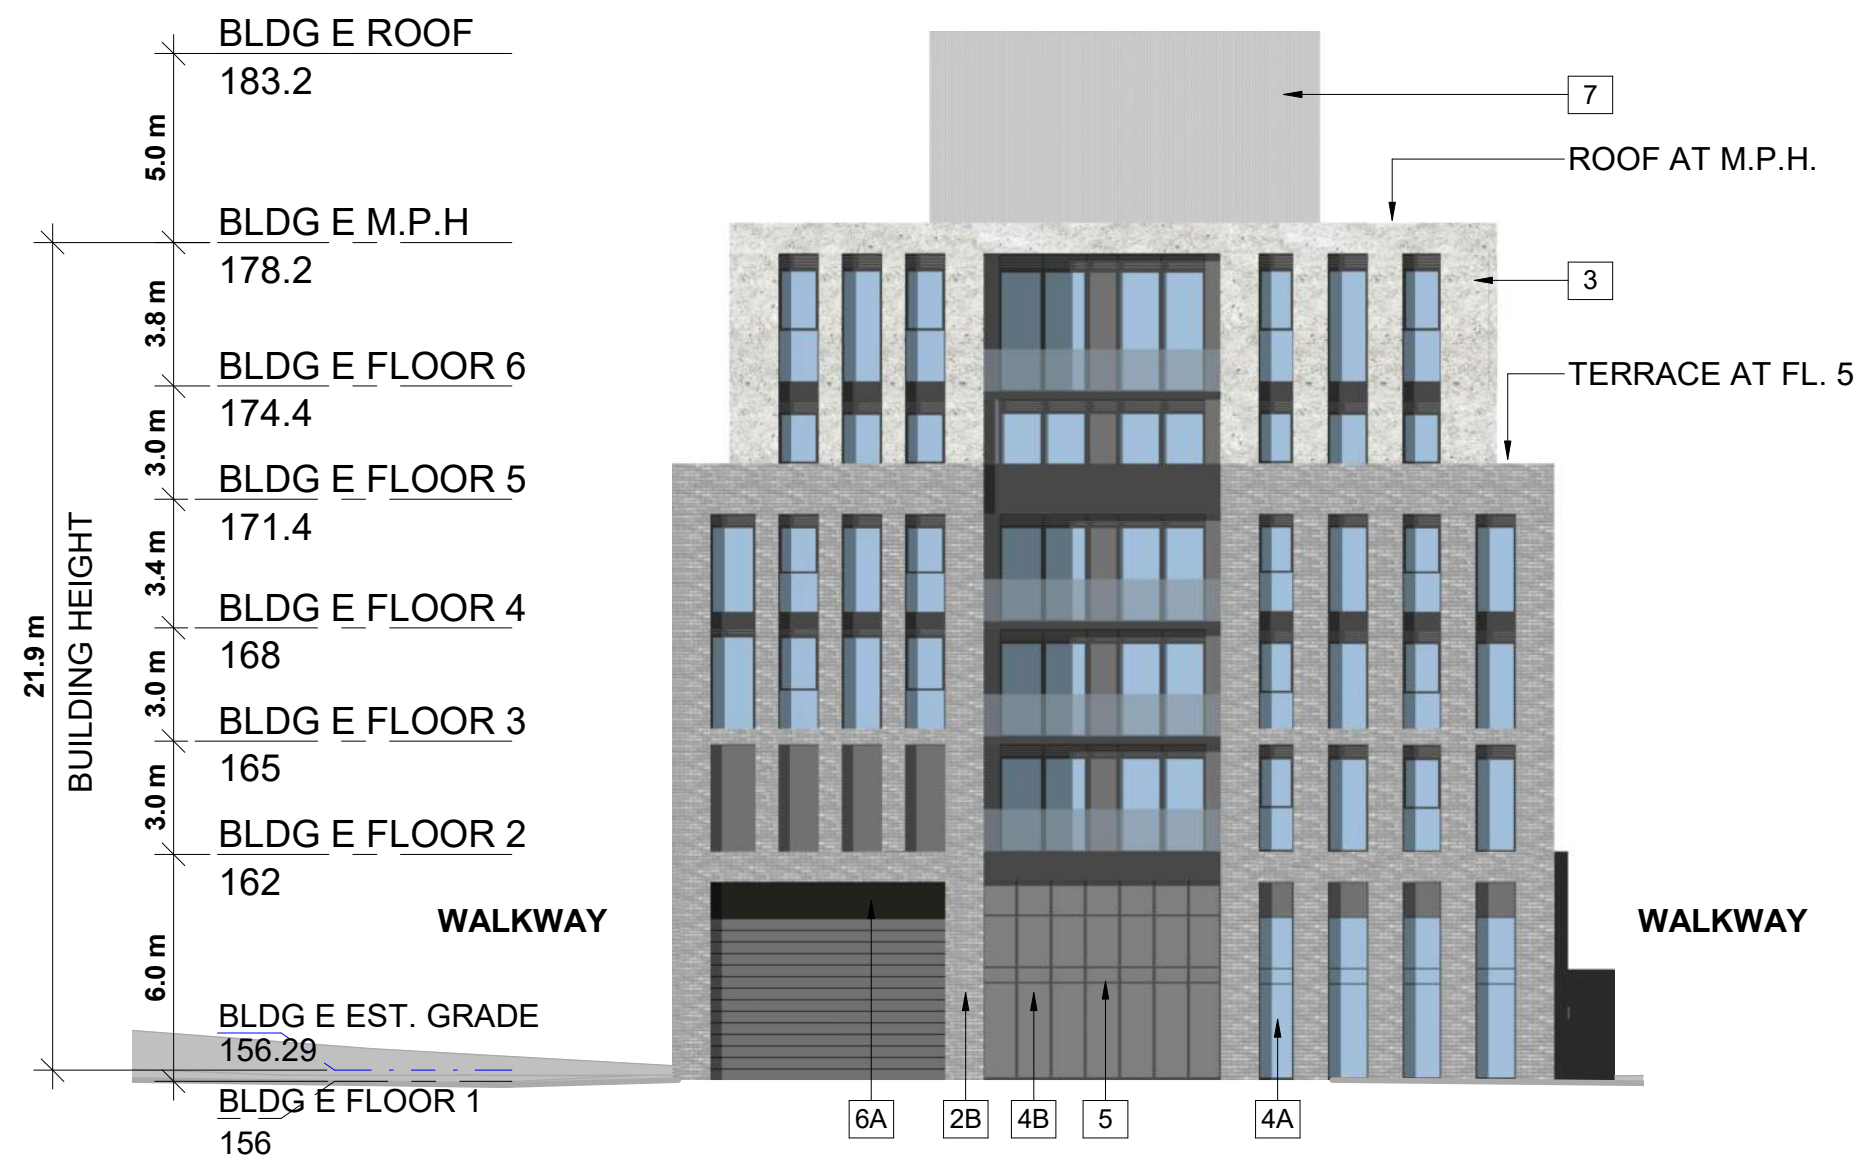 BLDG E ROOF
183.2
5.0 m
7
ROOF AT M.P.H.
BLDG E M.P.H
178.2
3
3.8 m
BLDG E FLOOR 6
174.4
TERRACE AT FL. 5
3.0 m
BLDG E FLOOR 5
171.4
3.4 m
BLDG E FLOOR 4
168
21.9 m
BUILDING HEIGHT
3.0 m
BLDG E FLOOR 3
165
3.0 m
BLDG E FLOOR 2
162
WALKWAY
WALKWAY
6.0 m
BLDG E EST. GRADE
156.29
BLDG E FLOOR 1
156
6A
2B
4B
5
4A